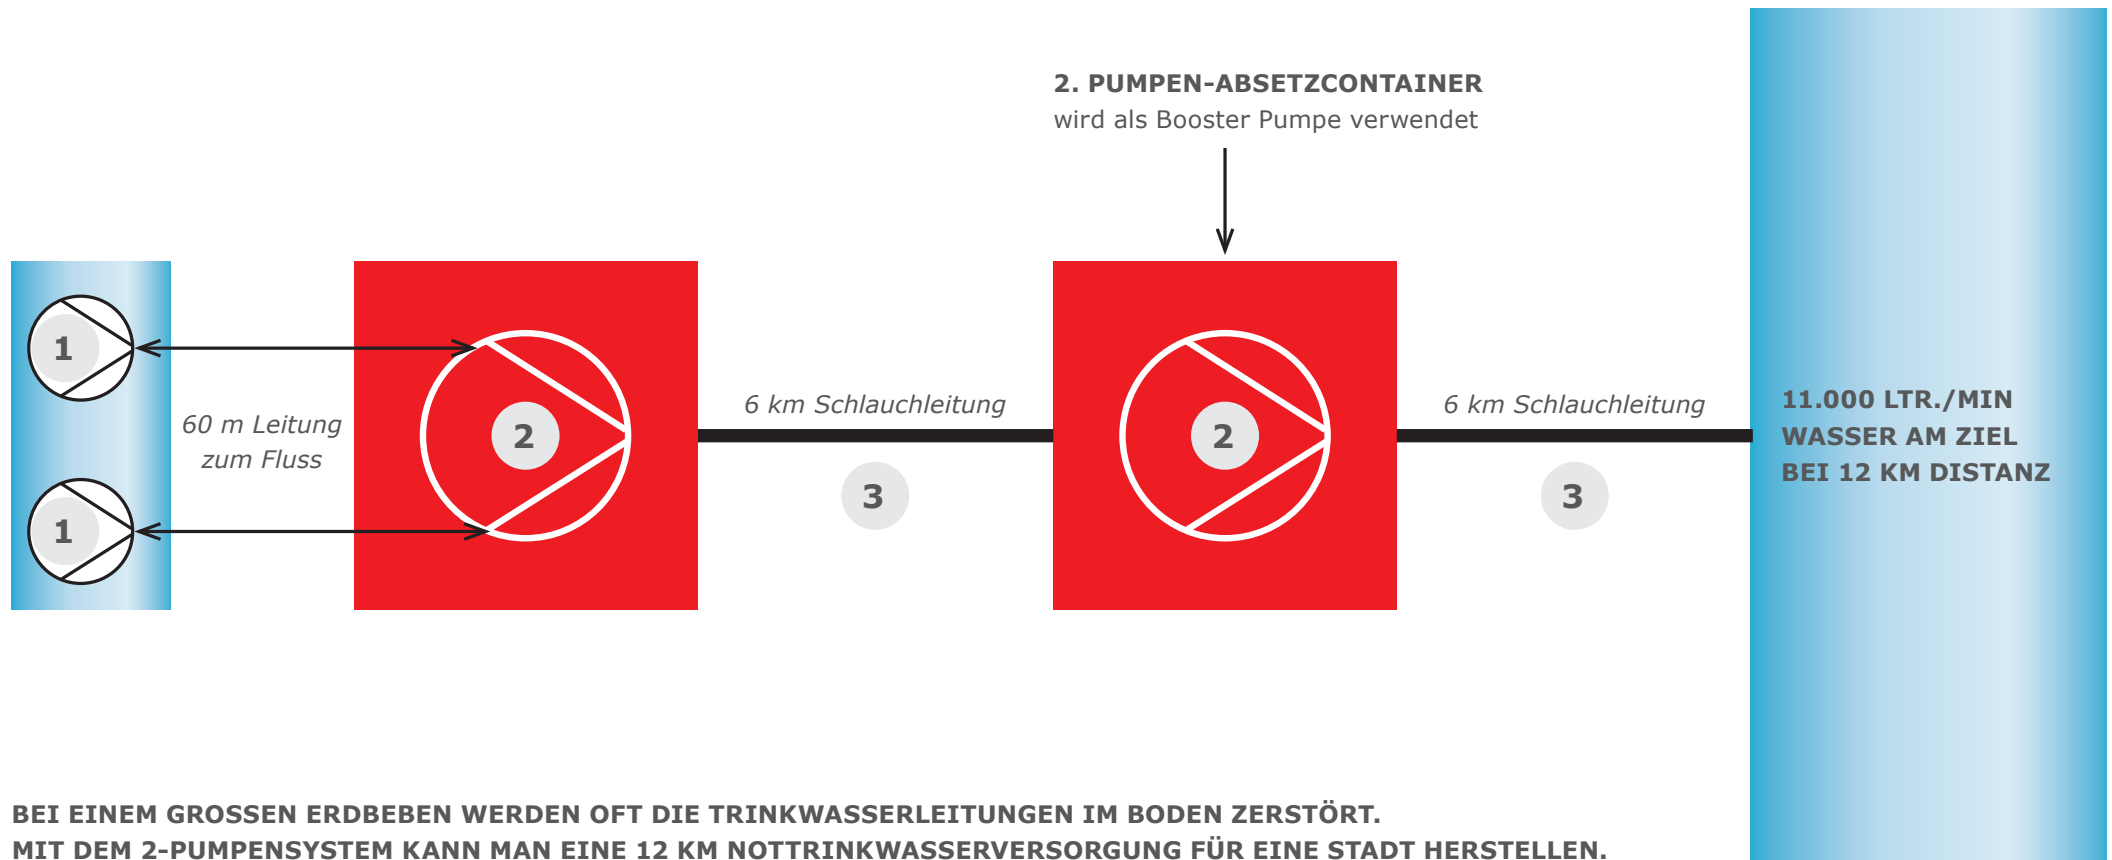 2. PUMPEN-ABSETZCONTAINER
wird als Booster Pumpe verwendet
1
1
60 m Leitung
zum Fluss
2
6 km Schlauchleitung
3
2
6 km Schlauchleitung
3
11.000 LTR./MIN
WASSER AM ZIEL
BEI 12 KM DISTANZ
BEI EINEM GROSSEN ERDBEBEN WERDEN OFT DIE TRINKWASSERLEITUNGEN IM BODEN ZERSTÖRT.
MIT DEM 2-PUMPENSYSTEM KANN MAN EINE 12 KM NOTTRINKWASSERVERSORGUNG FÜR EINE STADT HERSTELLEN.